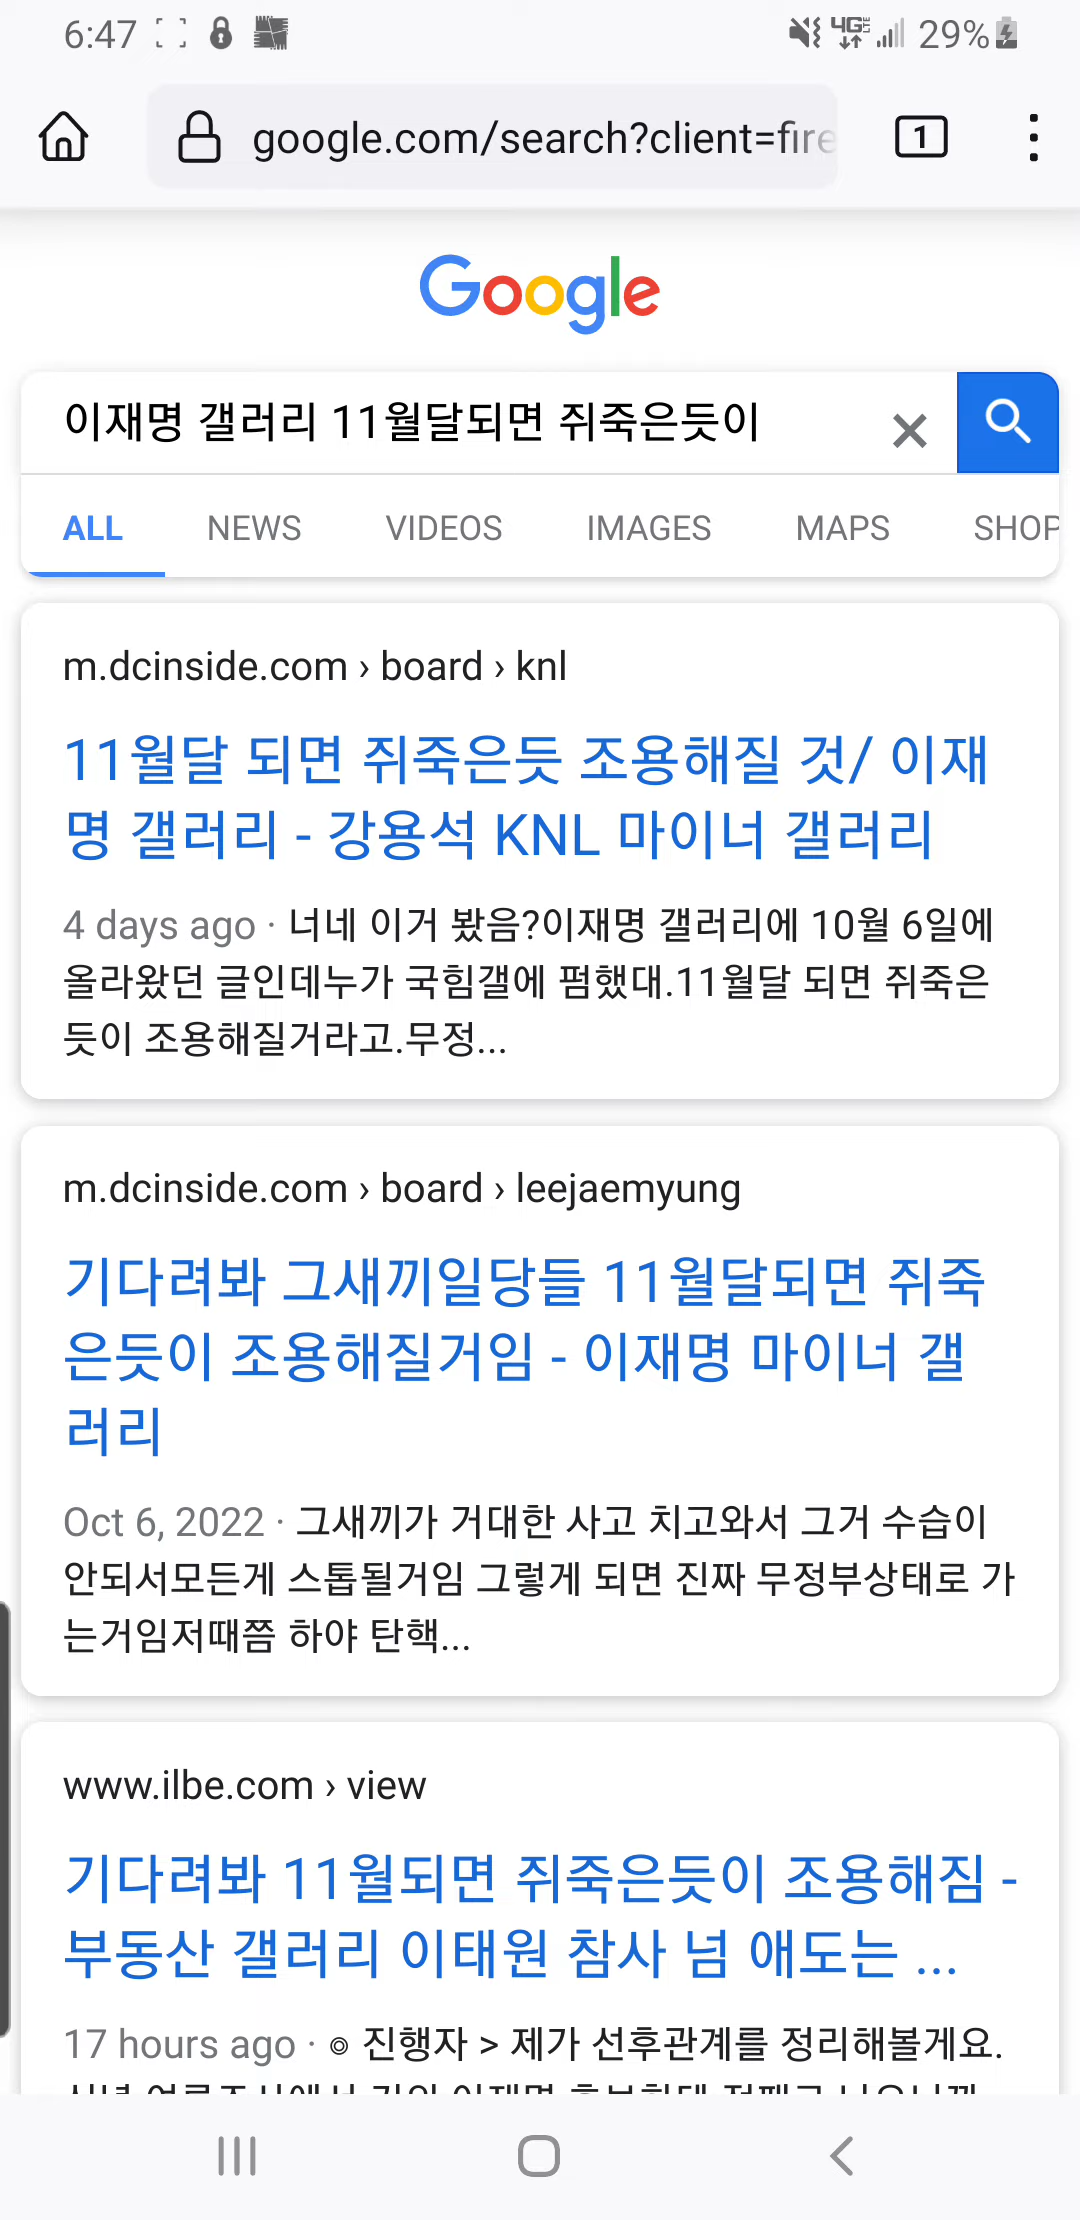 6:47
4G LTE 29%
google.com/search?client=fire
1
Google
이재명 갤러리 11월달되면 쥐죽은듯이
ALL NEWS VIDEOS IMAGES MAPS SHOP
m.dcinside.com › board › knl
11월달 되면 쥐죽은듯 조용해질 것/ 이재
명 갤러리 - 강용석 KNL 마이너 갤러리
4 days ago · 너네 이거 봤음?이재명 갤러리에 10월 6일에
올라왔던 글인데누가 국힘갤에 펌했대.11월달 되면 쥐죽은
듯이 조용해질거라고.무정...
m.dcinside.com › board › leejaemyung
기다려봐 그새끼일당들 11월달되면 쥐죽
은듯이 조용해질거임 - 이재명 마이너 갤
러리
Oct 6, 2022 · 그새끼가 거대한 사고 치고와서 그거 수습이
안되서모든게 스톱될거임 그렇게 되면 진짜 무정부상태로 가
는거임저때쯤 하야 탄핵...
www.ilbe.com › view
기다려봐 11월되면 쥐죽은듯이 조용해짐 -
부동산 갤러리 이태원 참사 넘 애도는 ...
17 hours ago · ◎ 진행자 > 제가 선후관계를 정리해볼게요.